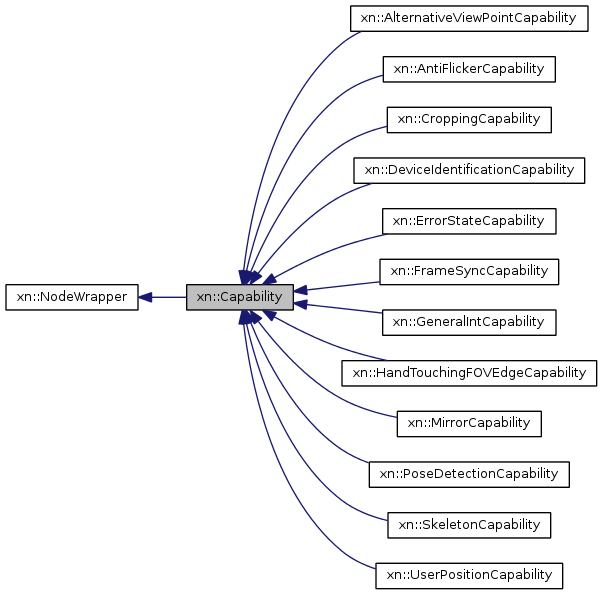 xn::AlternativeViewPointCapability
xn::AntiFlickerCapability
xn::CroppingCapability
xn::DeviceIdentificationCapability
xn::ErrorStateCapability
xn::FrameSyncCapability
xn::NodeWrapper
xn::Capability
xn::GeneralIntCapability
xn::HandTouchingFOVEdgeCapability
xn::MirrorCapability
xn::PoseDetectionCapability
xn::SkeletonCapability
xn::UserPositionCapability